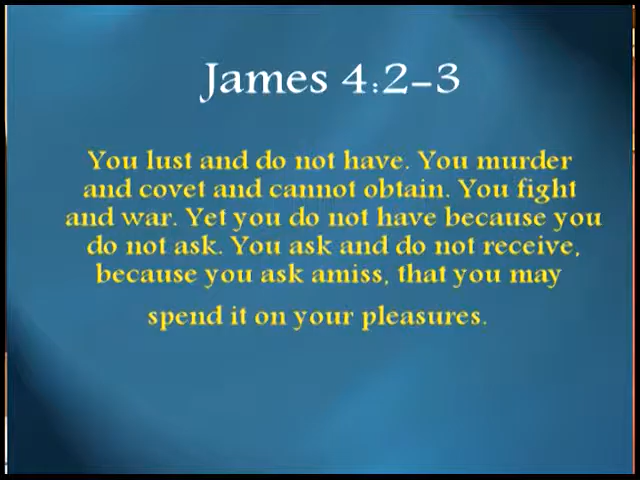 James 4:2-3
You lust and do not have. You murder
and covet and cannot obtain. You fight
and war. Yet you do not have because you
do not ask. You ask and do not receive,
because you ask amiss, that you may
spend it on your pleasures.